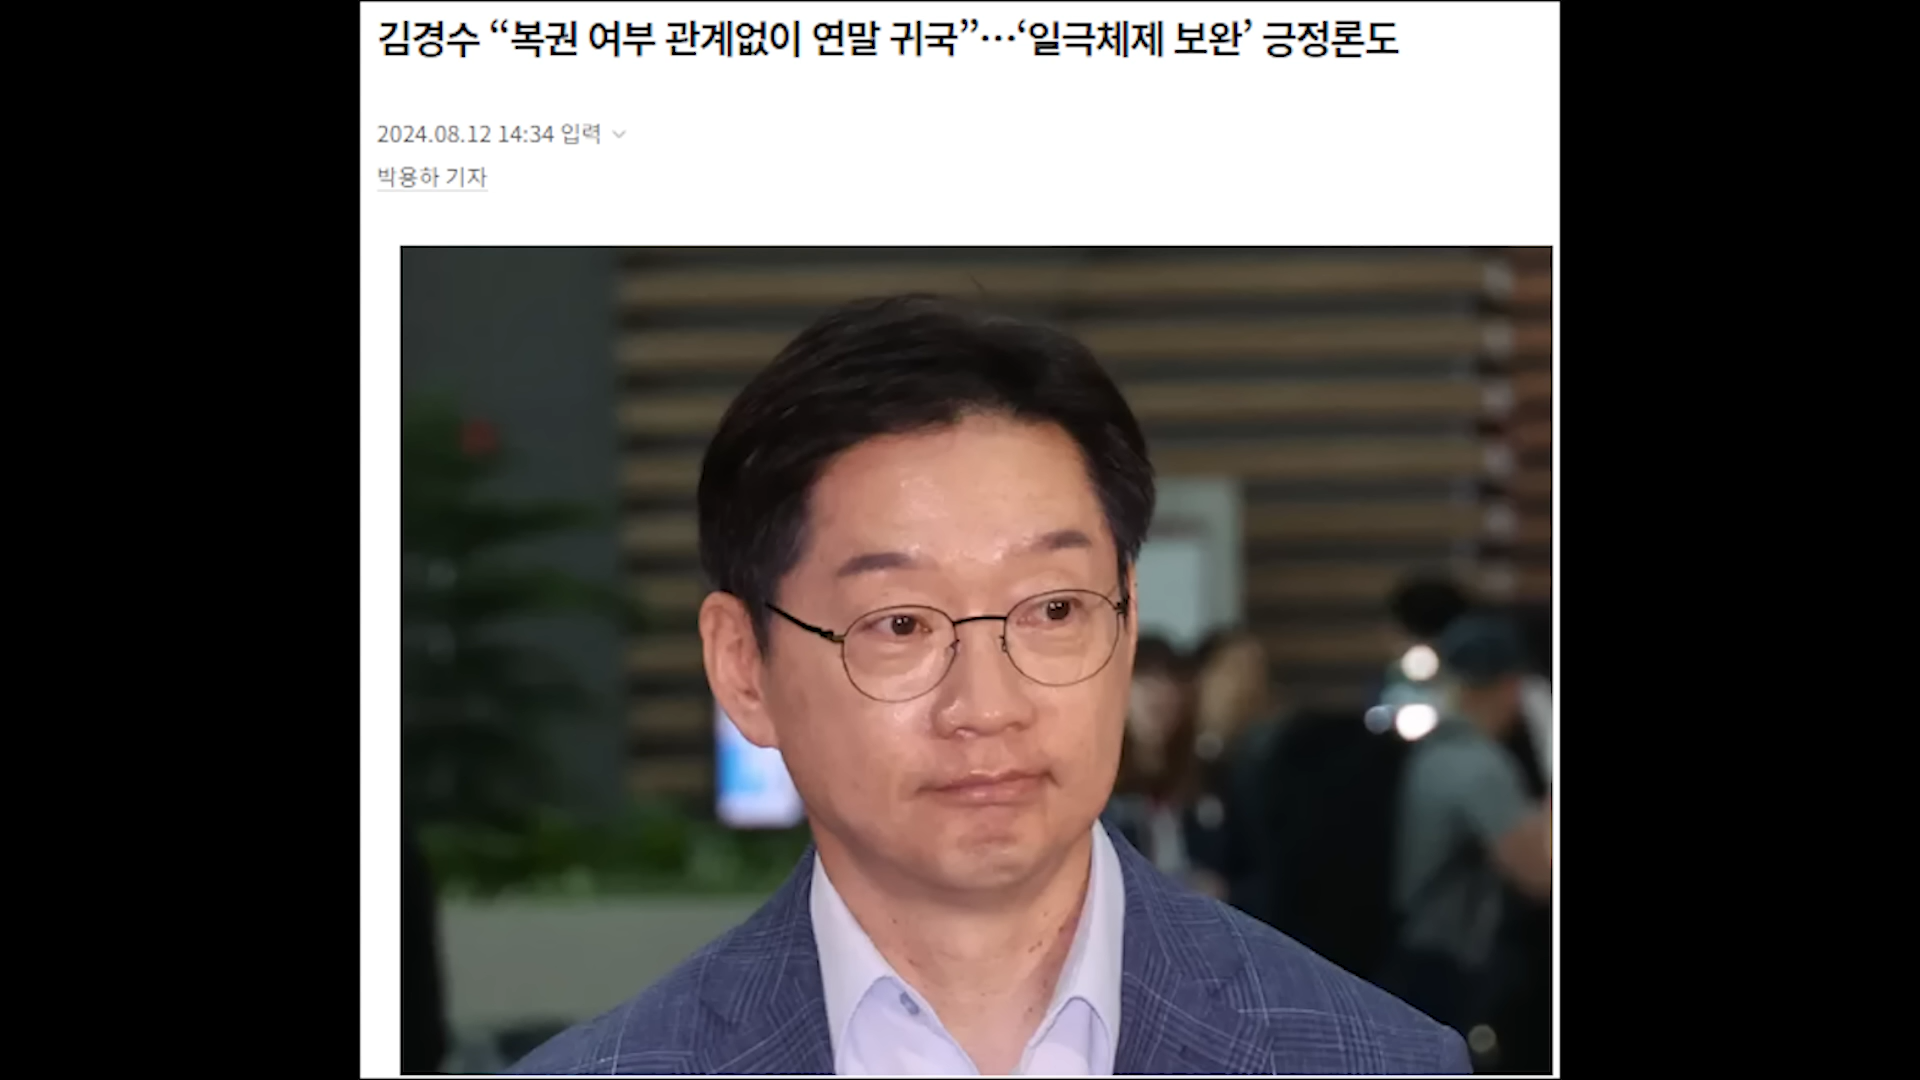 김경수 “복권 여부 관계없이 연말 귀국”…‘일극체제 보완’ 긍정론도
2024.08.12 14:34 입력
박용하 기자